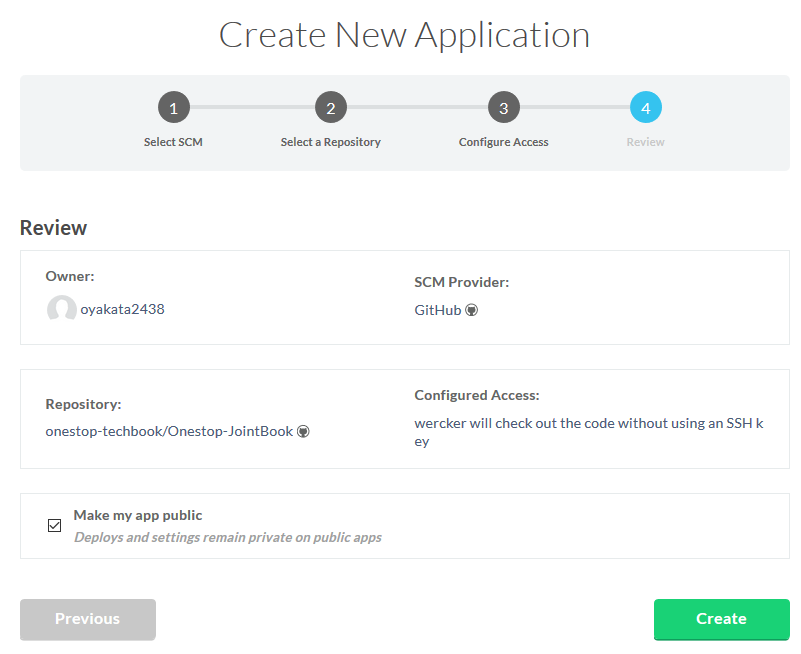 Create New Application
1
2
3
4
Select SCM
Select a Repository
Configure Access
Review
Review
Owner:
oyakata2438
SCM Provider:
GitHub
Repository:
onestop-techbook/Onestop-JointBook
Configured Access:
wercker will check out the code without using an SSH k
ey
Make my app public
Deploys and settings remain private on public apps
Previous
Create